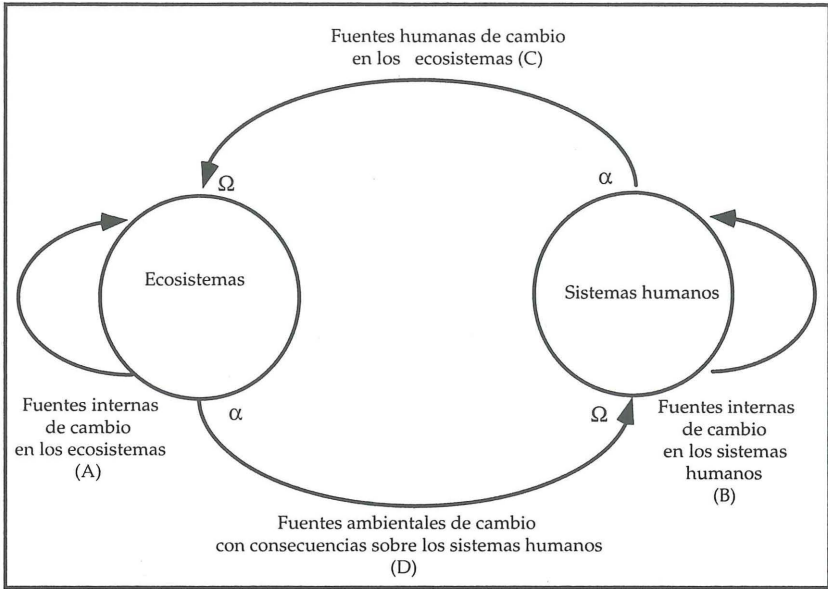 Fuentes humanas de cambio
en los ecosistemas (C)
Ω
α
Ecosistemas
Sistemas humanos
Fuentes internas
de cambio
en los ecosistemas
(A)
α
Ω
Fuentes internas
de cambio
en los sistemas
humanos
(B)
Fuentes ambientales de cambio
con consecuencias sobre los sistemas humanos
(D)